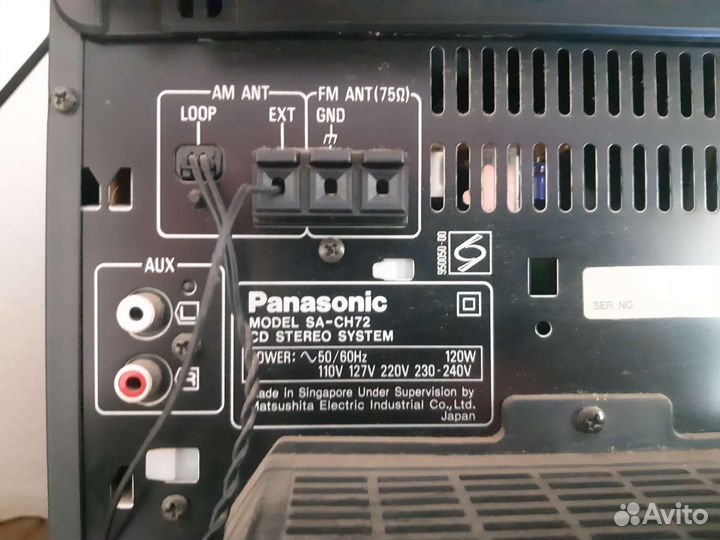 AM ANT
FM ANT(75Ω)
LOOP
EXT
GND
AUX
L
R
950050-00
S
Panasonic
MODEL SA-CH72
CD STEREO SYSTEM
POWER: ∿50/60Hz 120W
110V 127V 220V 230-240V
Made in Singapore Under Supervision by
Matsushita Electric Industrial Co.,Ltd.
Japan
SER. NO.
Avito